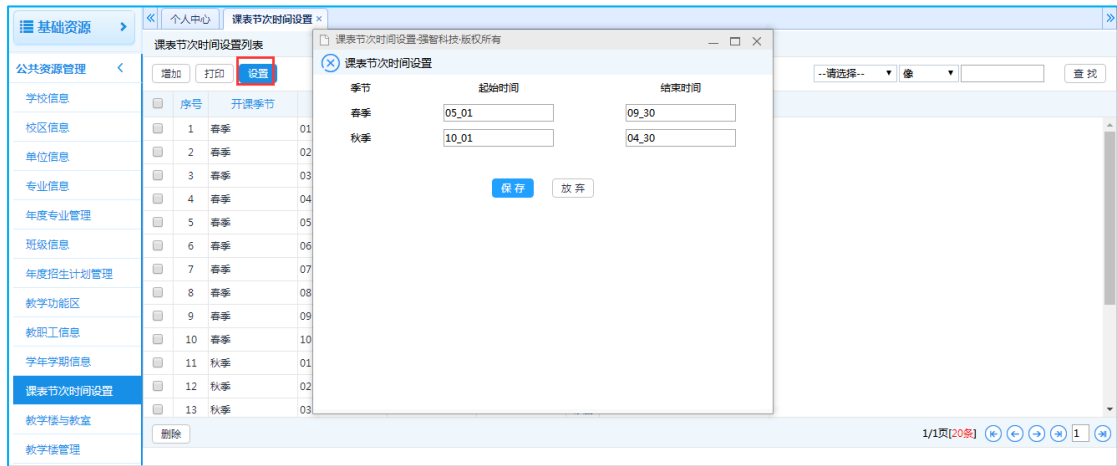 基础资源
个人中心 课表节次时间设置 ×
课表节次时间设置列表
课表节次时间设置-强智科技-版权所有
公共资源管理
增加 打印 设置
课表节次时间设置
--请选择-- 像 查 找
季节 起始时间 结束时间
春季 05_01 09_30
秋季 10_01 04_30
保 存 放 弃
学校信息
校区信息
单位信息
专业信息
年度专业管理
班级信息
年度招生计划管理
教学功能区
教职工信息
学年学期信息
课表节次时间设置
教学楼与教室
教学楼管理
序号 开课季节
1 春季 01
2 春季 02
3 春季 03
4 春季 04
5 春季 05
6 春季 06
7 春季 07
8 春季 08
9 春季 09
10 春季 10
11 秋季 01
12 秋季 02
13 秋季 03
删除
1/1页[20条] 1